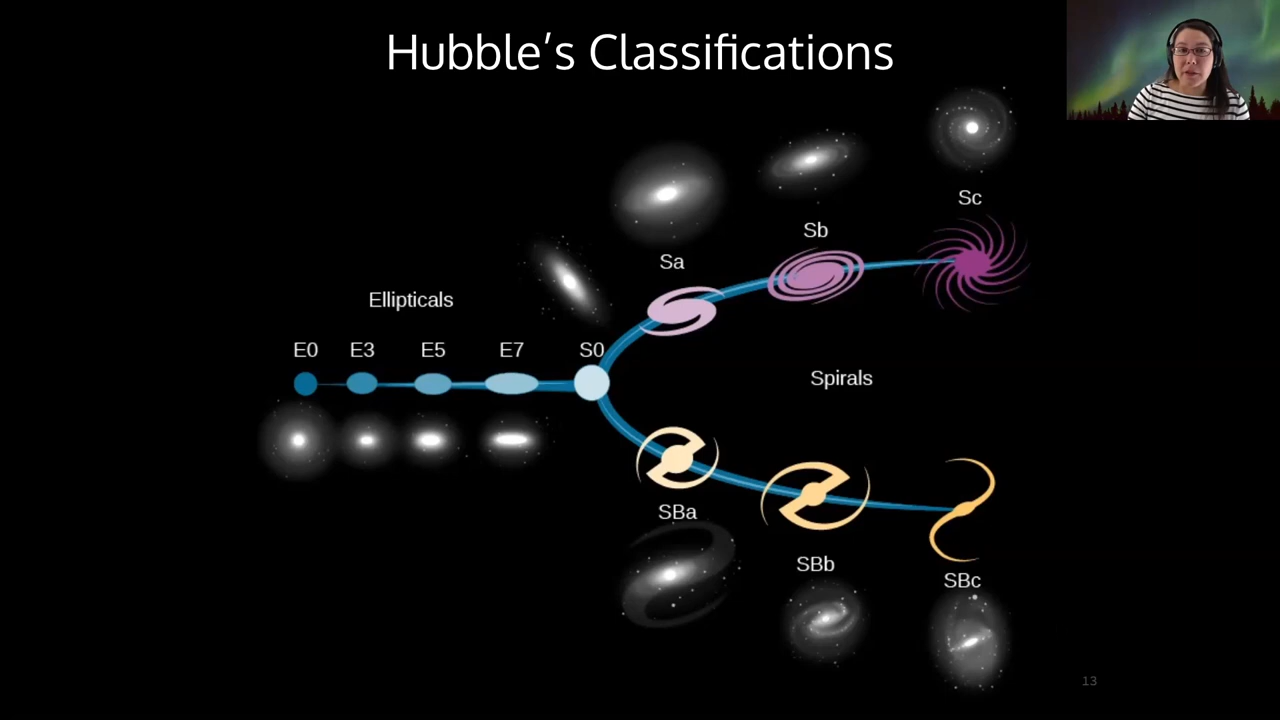 Hubble’s Classifications
Sc
Sb
Sa
Ellipticals
E0 E3 E5 E7 S0
Spirals
SBa
SBb
SBc
13